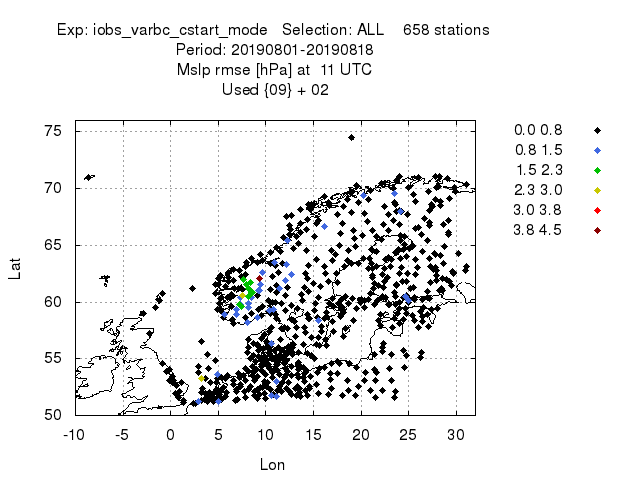 Exp: iobs_varbc_cstart_mode   Selection: ALL    658 stations
Period: 20190801-20190818
Mslp rmse [hPa] at  11 UTC
Used {09} + 02
75
70
65
60
55
50
Lat
-10 -5 0 5 10 15 20 25 30
Lon
0.0 0.8
0.8 1.5
1.5 2.3
2.3 3.0
3.0 3.8
3.8 4.5